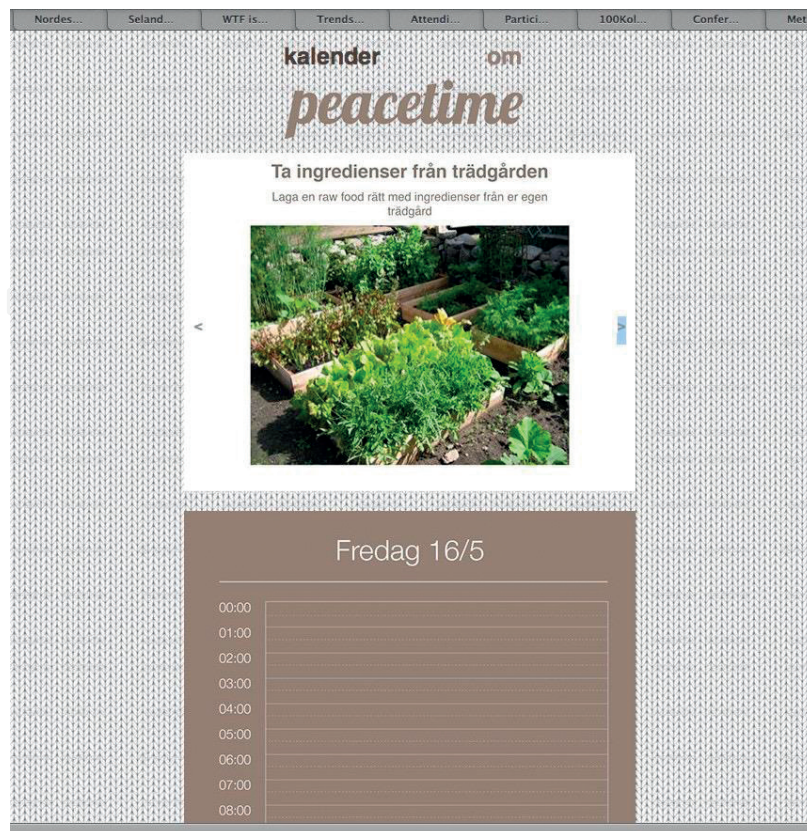 Nordes...
Seland...
WTF is...
Trends...
Attendi...
Partici...
100Kol...
Confer...
Met
kalender
om
peacetime
Ta ingredienser från trädgården
Laga en raw food rätt med ingredienser från er egen
trädgård
<
>
Fredag 16/5
00:00
01:00
02:00
03:00
04:00
05:00
06:00
07:00
08:00